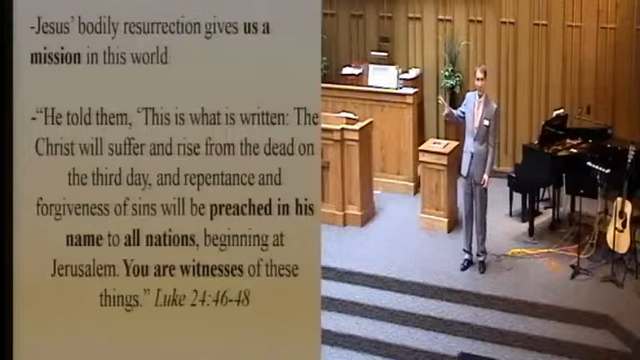 -Jesus' bodily resurrection gives us a
mission in this world
-“He told them, ‘This is what is written: The
Christ will suffer and rise from the dead on
the third day, and repentance and
forgiveness of sins will be preached in his
name to all nations, beginning at
Jerusalem. You are witnesses of these
things.” Luke 24:46-48